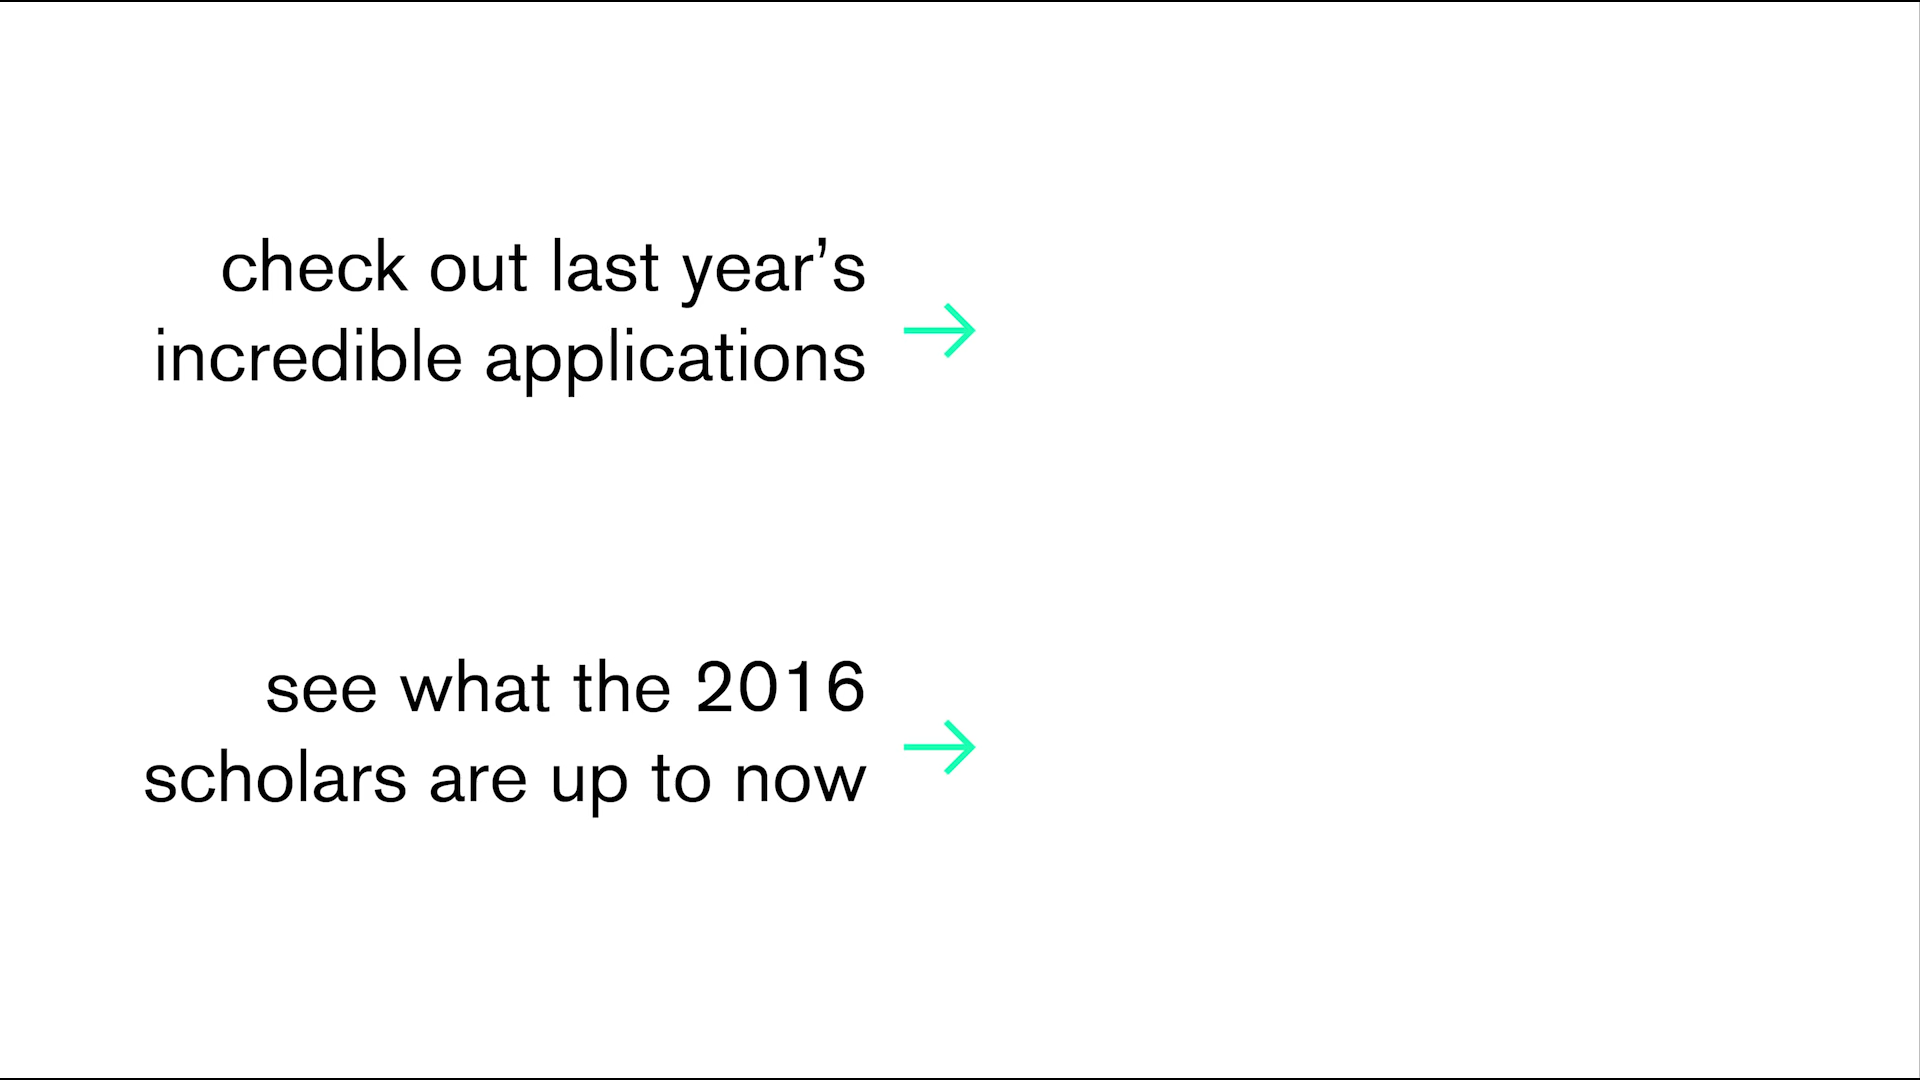 check out last year’s
incredible applications
see what the 2016
scholars are up to now